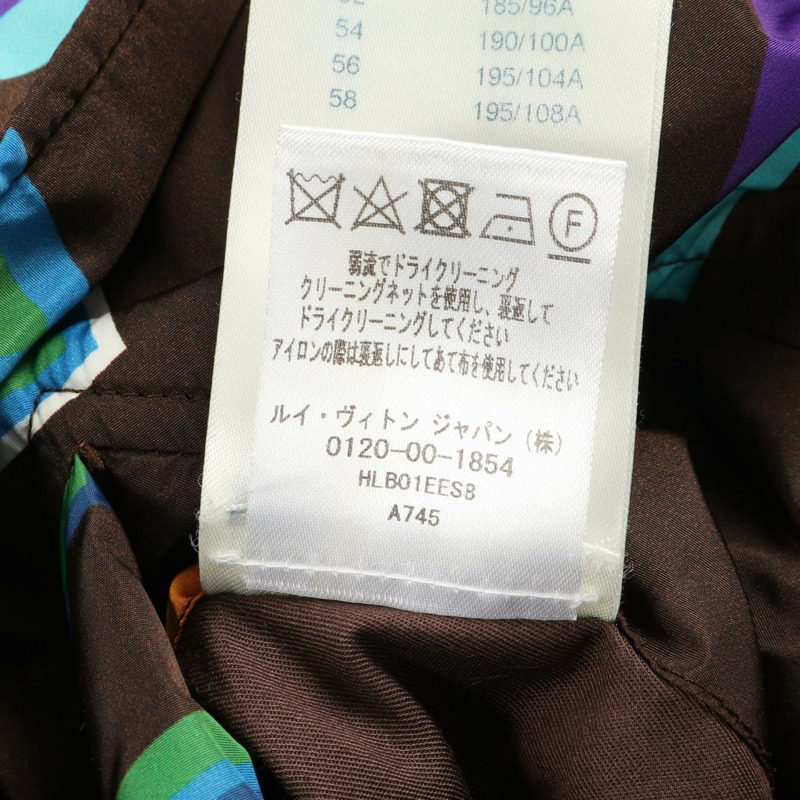 52 185/96A
54 190/100A
56 195/104A
58 195/108A
F
弱流でドライクリーニング
クリーニングネットを使用し、裏返して
ドライクリーニングしてください
アイロンの際は裏返しにしてあて布を使用してください
ルイ・ヴィトン ジャパン（株）
0120-00-1854
HLB01EES8
A745